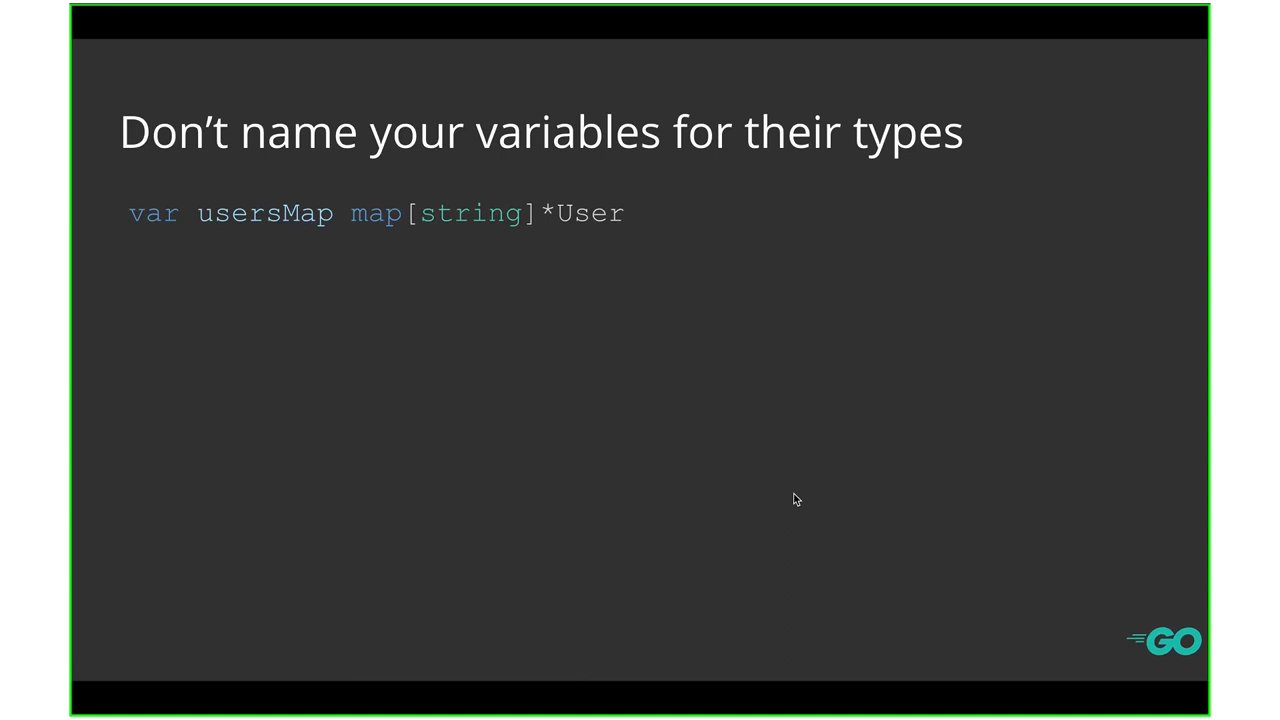 Don’t name your variables for their types
var usersMap map[string]*User
GO